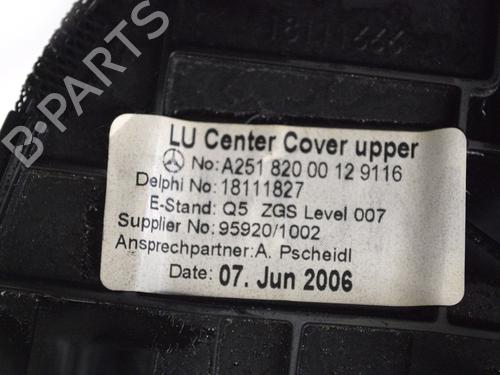 18111666
B-PARTS
LU Center Cover upper
No: A251 820 00 12 9116
Delphi No: 18111827
E-Stand: Q5 ZGS Level 007
Supplier No: 95920/1002
Ansprechpartner: A. Pscheidl
Date: 07. Jun 2006